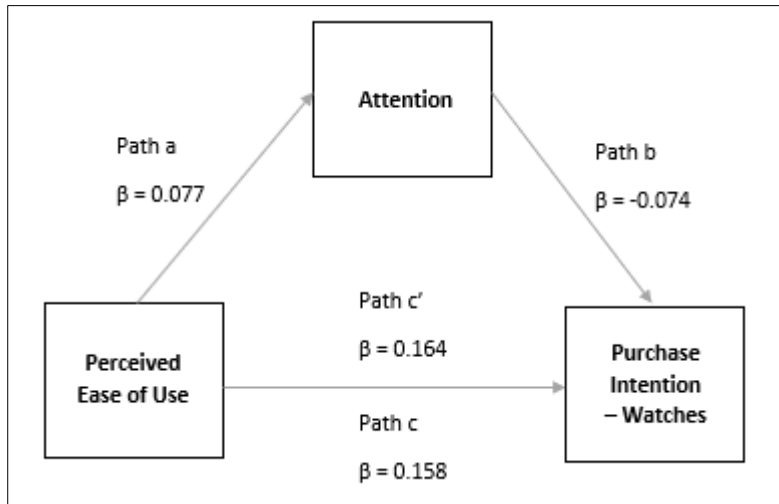 Attention
Path a
β = 0.077
Path b
β = -0.074
Path c’
β = 0.164
Perceived
Ease of Use
Purchase
Intention
– Watches
Path c
β = 0.158